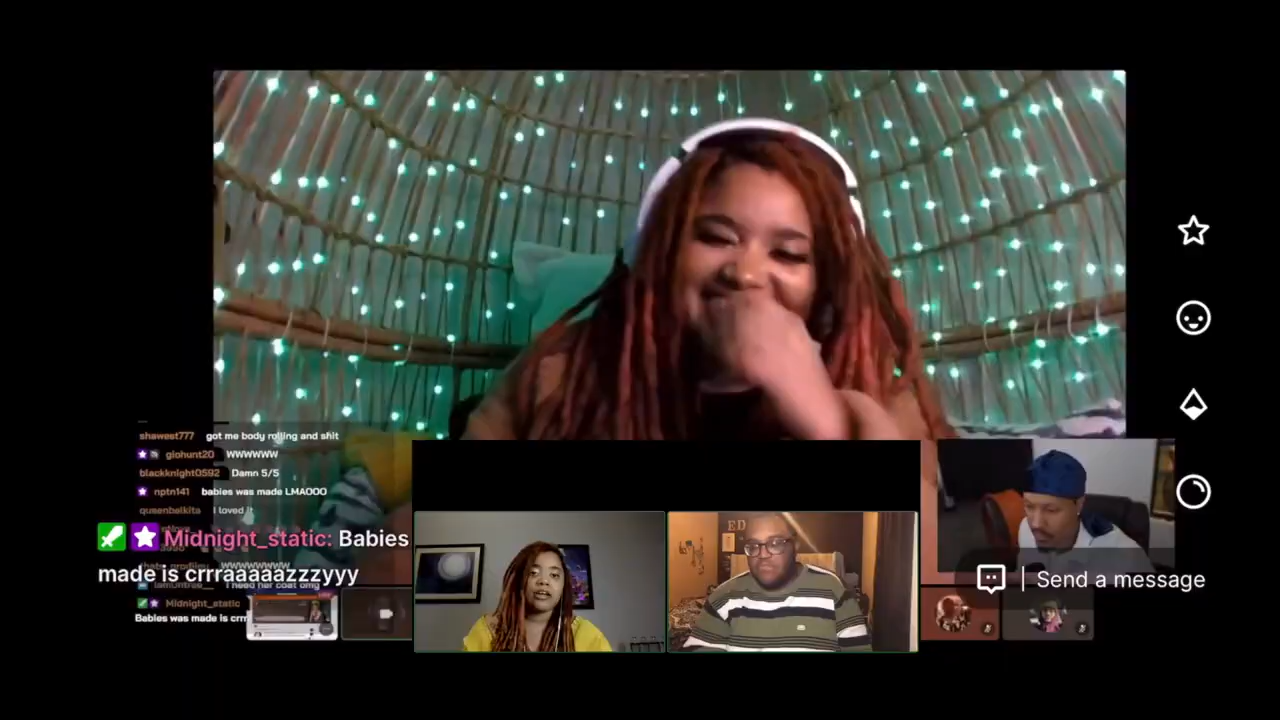 shawest777 got me body rolling and shit
giohunt20 WWWWWW
blackknight0592 Damn 5/5
nptn141 babies was made LMAOOO
queenbelkita I loved it
Midnight_static: Babies
made is crrraaaaazzzyyy
I need her coat omg
Midnight_static
Babies was made is crrr
Send a message
ED